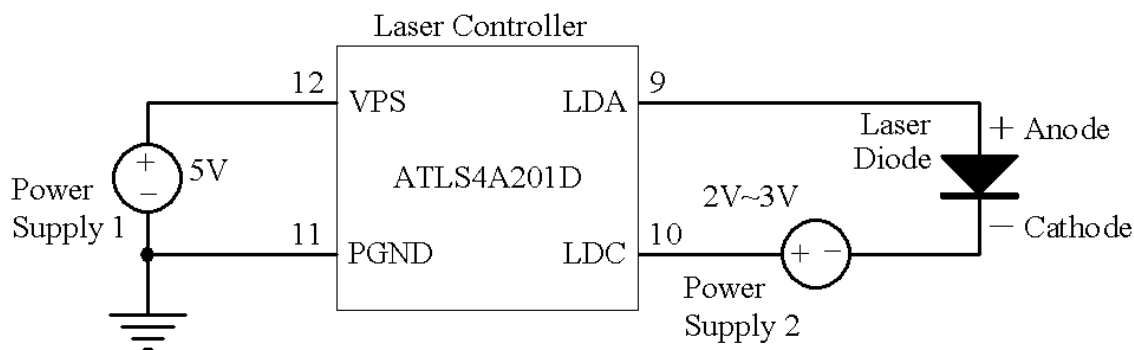 Laser Controller
12
VPS
LDA
9
+
-
5V
Power
Supply 1
ATLS4A201D
Laser
Diode
+ Anode
- Cathode
2V~3V
11
PGND
LDC
10
+ -
Power
Supply 2